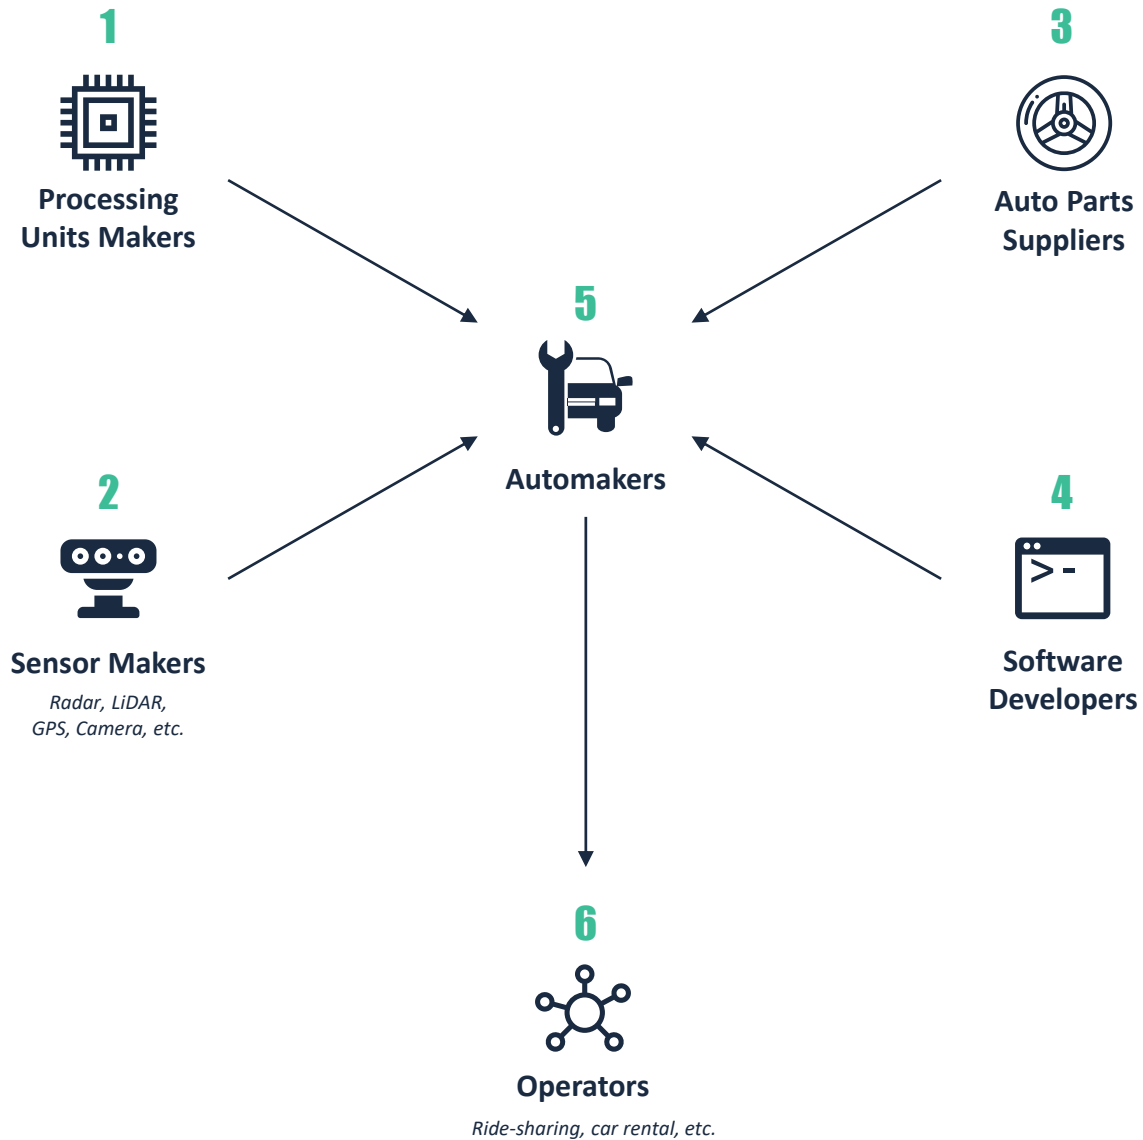 1
Processing
Units Makers
3
Auto Parts
Suppliers
5
Automakers
2
Sensor Makers
Radar, LiDAR,
GPS, Camera, etc.
4
>-
Software
Developers
6
Operators
Ride-sharing, car rental, etc.